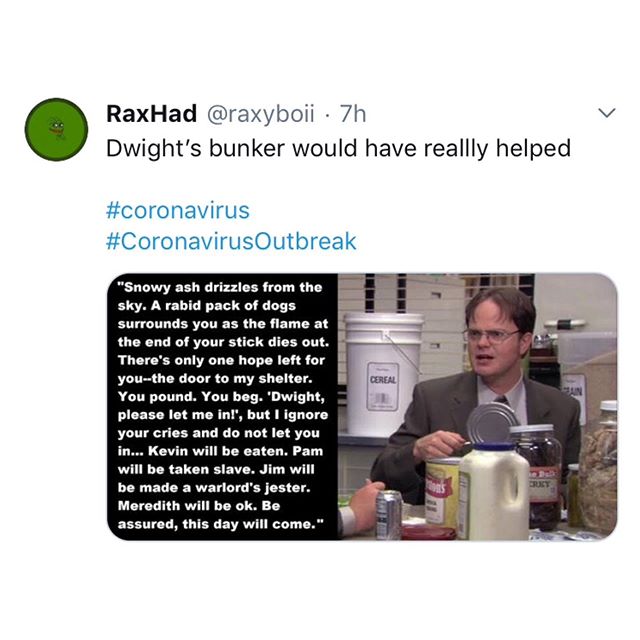 RaxHad @raxyboii · 7h
Dwight's bunker would have reallly helped
#coronavirus
#CoronavirusOutbreak
"Snowy ash drizzles from the
sky. A rabid pack of dogs
surrounds you as the flame at
the end of your stick dies out.
There's only one hope left for
you--the door to my shelter.
You pound. You beg. 'Dwight,
please let me in!', but I ignore
your cries and do not let you
in... Kevin will be eaten. Pam
will be taken slave. Jim will
be made a warlord's jester.
Meredith will be ok. Be
assured, this day will come."
CEREAL